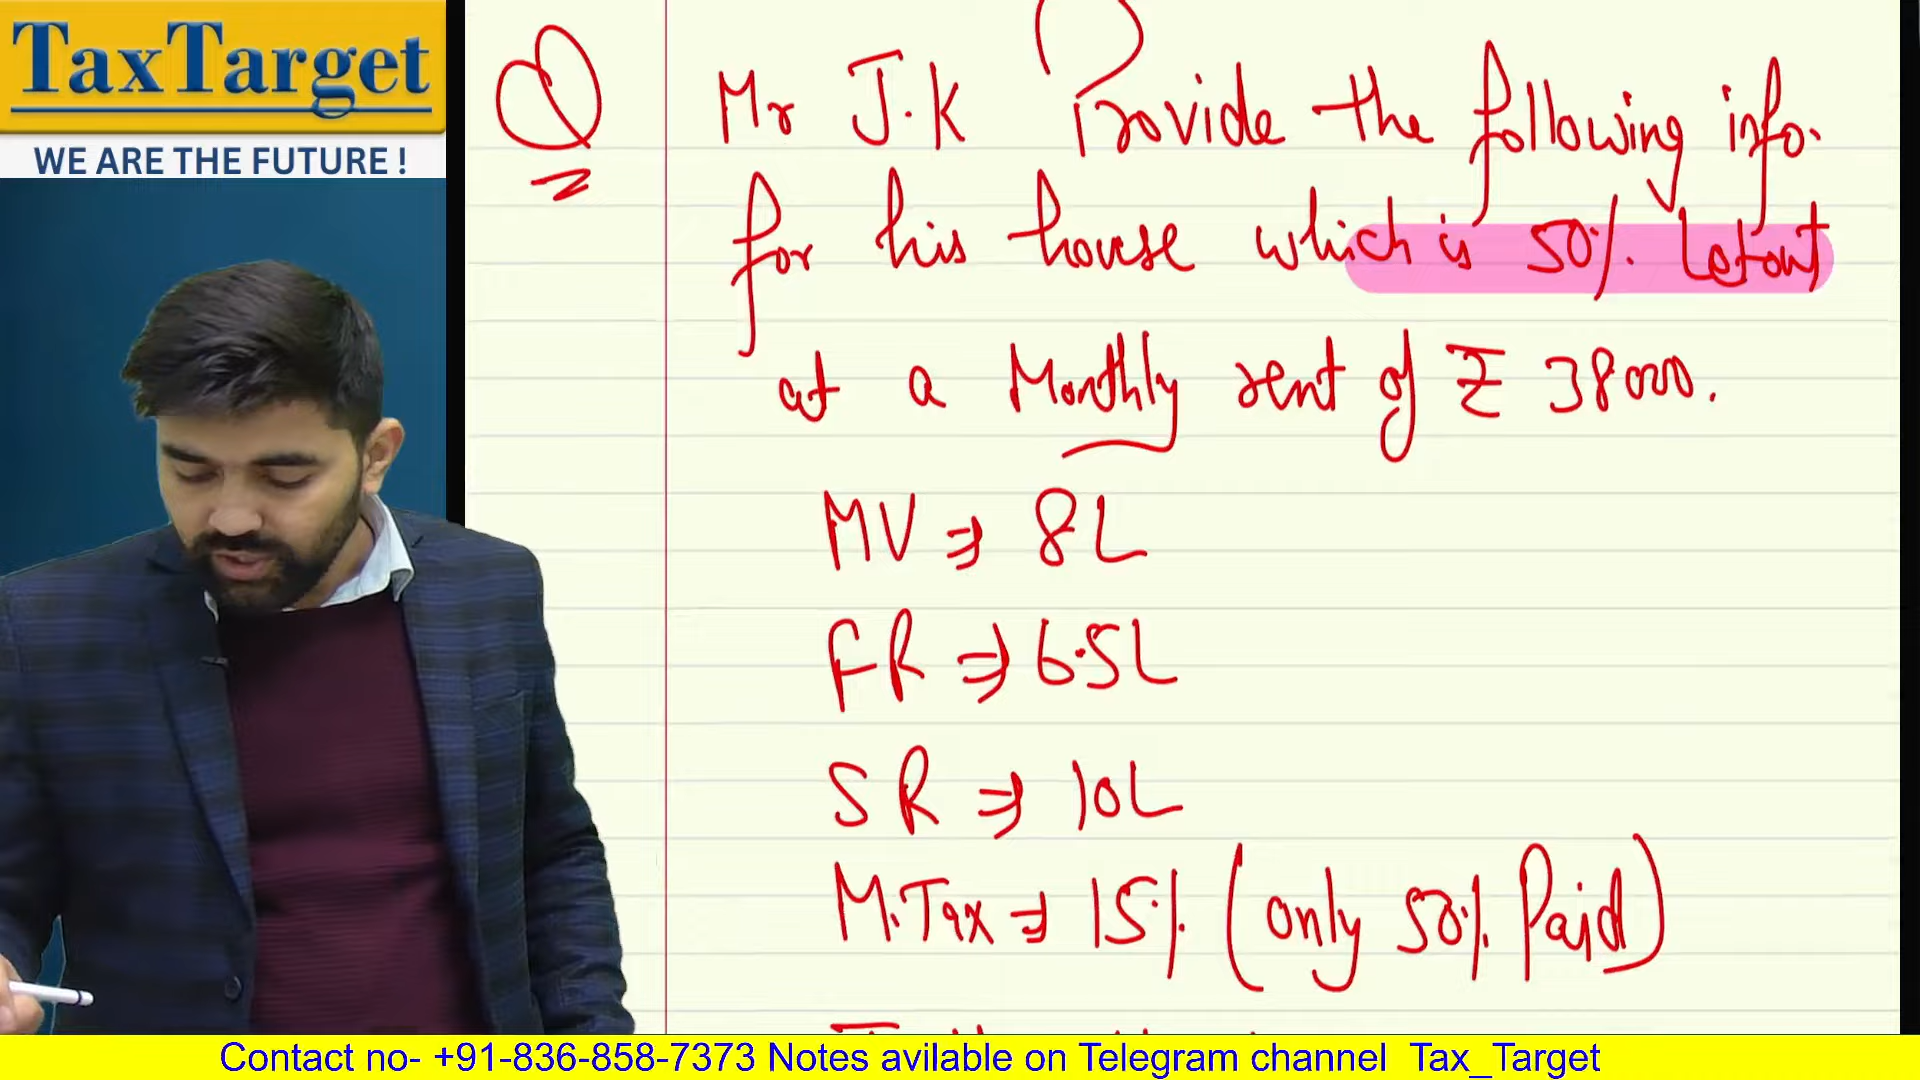 TaxTarget
WE ARE THE FUTURE !
Q
Mr J.K Provide the following info.
for his house which is 50% Letout
at a Monthly rent of ₹ 38000.
MV ⇒ 8L
FR ⇒ 6.5L
SR ⇒ 10L
M.Tax ⇒ 15% (only 50% Paid)
Contact no- +91-836-858-7373 Notes avilable on Telegram channel Tax_Target